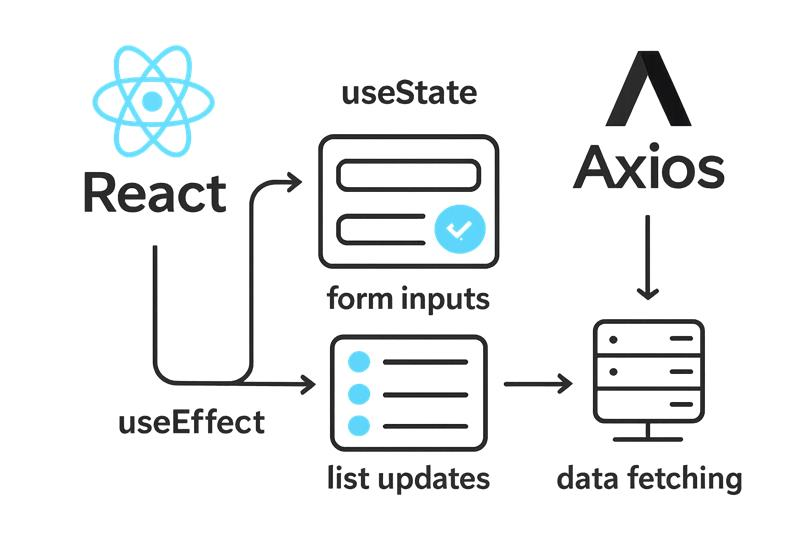 useState
React
Axios
form inputs
useEffect
list updates
data fetching